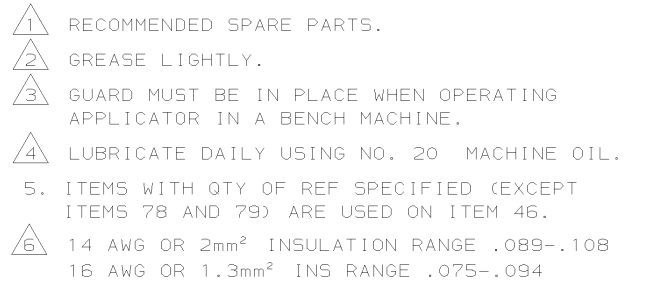 1 RECOMMENDED SPARE PARTS.
2 GREASE LIGHTLY.
3 GUARD MUST BE IN PLACE WHEN OPERATING
APPLICATOR IN A BENCH MACHINE.
4 LUBRICATE DAILY USING NO. 20 MACHINE OIL.
5. ITEMS WITH QTY OF REF SPECIFIED (EXCEPT
ITEMS 78 AND 79) ARE USED ON ITEM 46.
6 14 AWG OR 2mm² INSULATION RANGE .089-.108
16 AWG OR 1.3mm² INS RANGE .075-.094